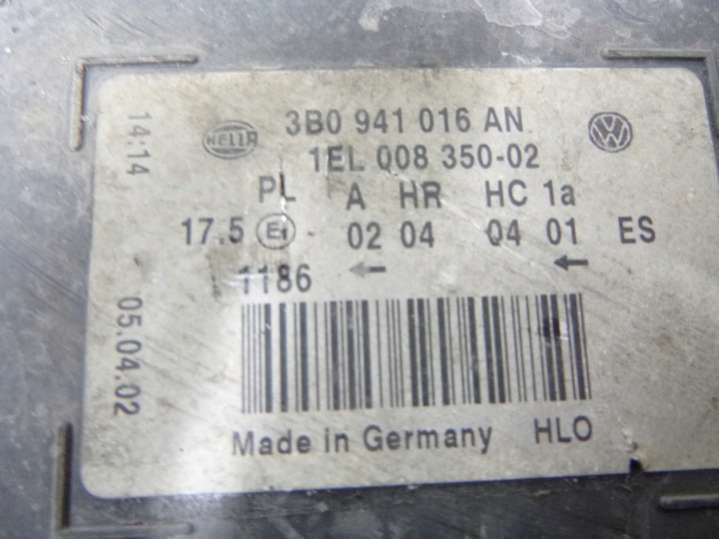 HELLA 3B0 941 016 AN
1EL 008 350-02
PL A HR HC 1a
17.5 E1 - 02 04 04 01 ES
1186 ← ←
Made in Germany HLO
14:14
05.04.02